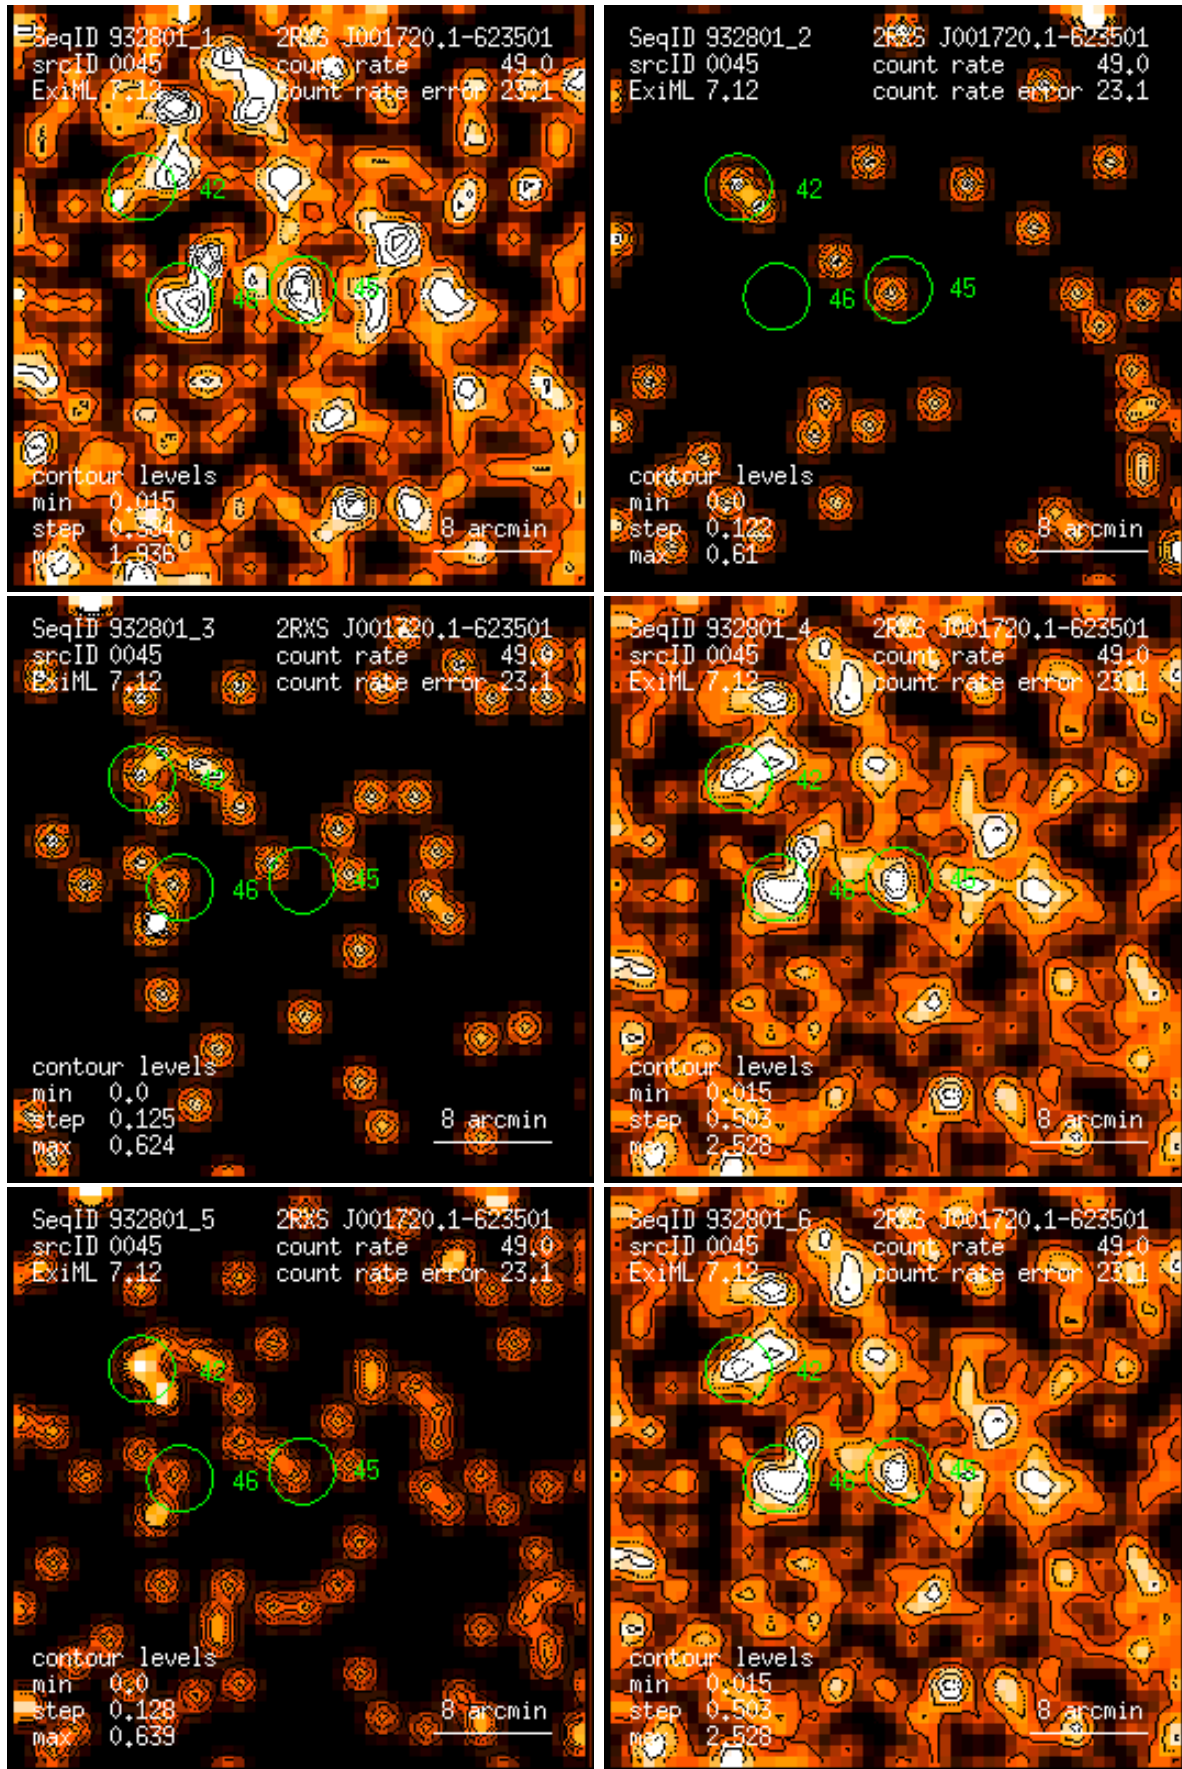 SeqID 932801_1 2RXS J001720.1-623501
srcID 0045 count rate 49.0
ExiML 7.12 count rate error 23.1
42
46 45
contour levels
min 0.015
step 0.384
max 1.936
8 arcmin
SeqID 932801_2 2RXS J001720.1-623501
srcID 0045 count rate 49.0
ExiML 7.12 count rate error 23.1
42
46 45
contour levels
min 0.0
step 0.122
max 0.61
8 arcmin
SeqID 932801_3 2RXS J001720.1-623501
srcID 0045 count rate 49.0
ExiML 7.12 count rate error 23.1
42
46 45
contour levels
min 0.0
step 0.125
max 0.624
8 arcmin
SeqID 932801_4 2RXS J001720.1-623501
srcID 0045 count rate 49.0
ExiML 7.12 count rate error 23.1
42
46 45
contour levels
min 0.015
step 0.503
max 2.528
8 arcmin
SeqID 932801_5 2RXS J001720.1-623501
srcID 0045 count rate 49.0
ExiML 7.12 count rate error 23.1
42
46 45
contour levels
min 0.0
step 0.128
max 0.639
8 arcmin
SeqID 932801_6 2RXS J001720.1-623501
srcID 0045 count rate 49.0
ExiML 7.12 count rate error 23.1
42
46 45
contour levels
min 0.015
step 0.503
max 2.528
8 arcmin